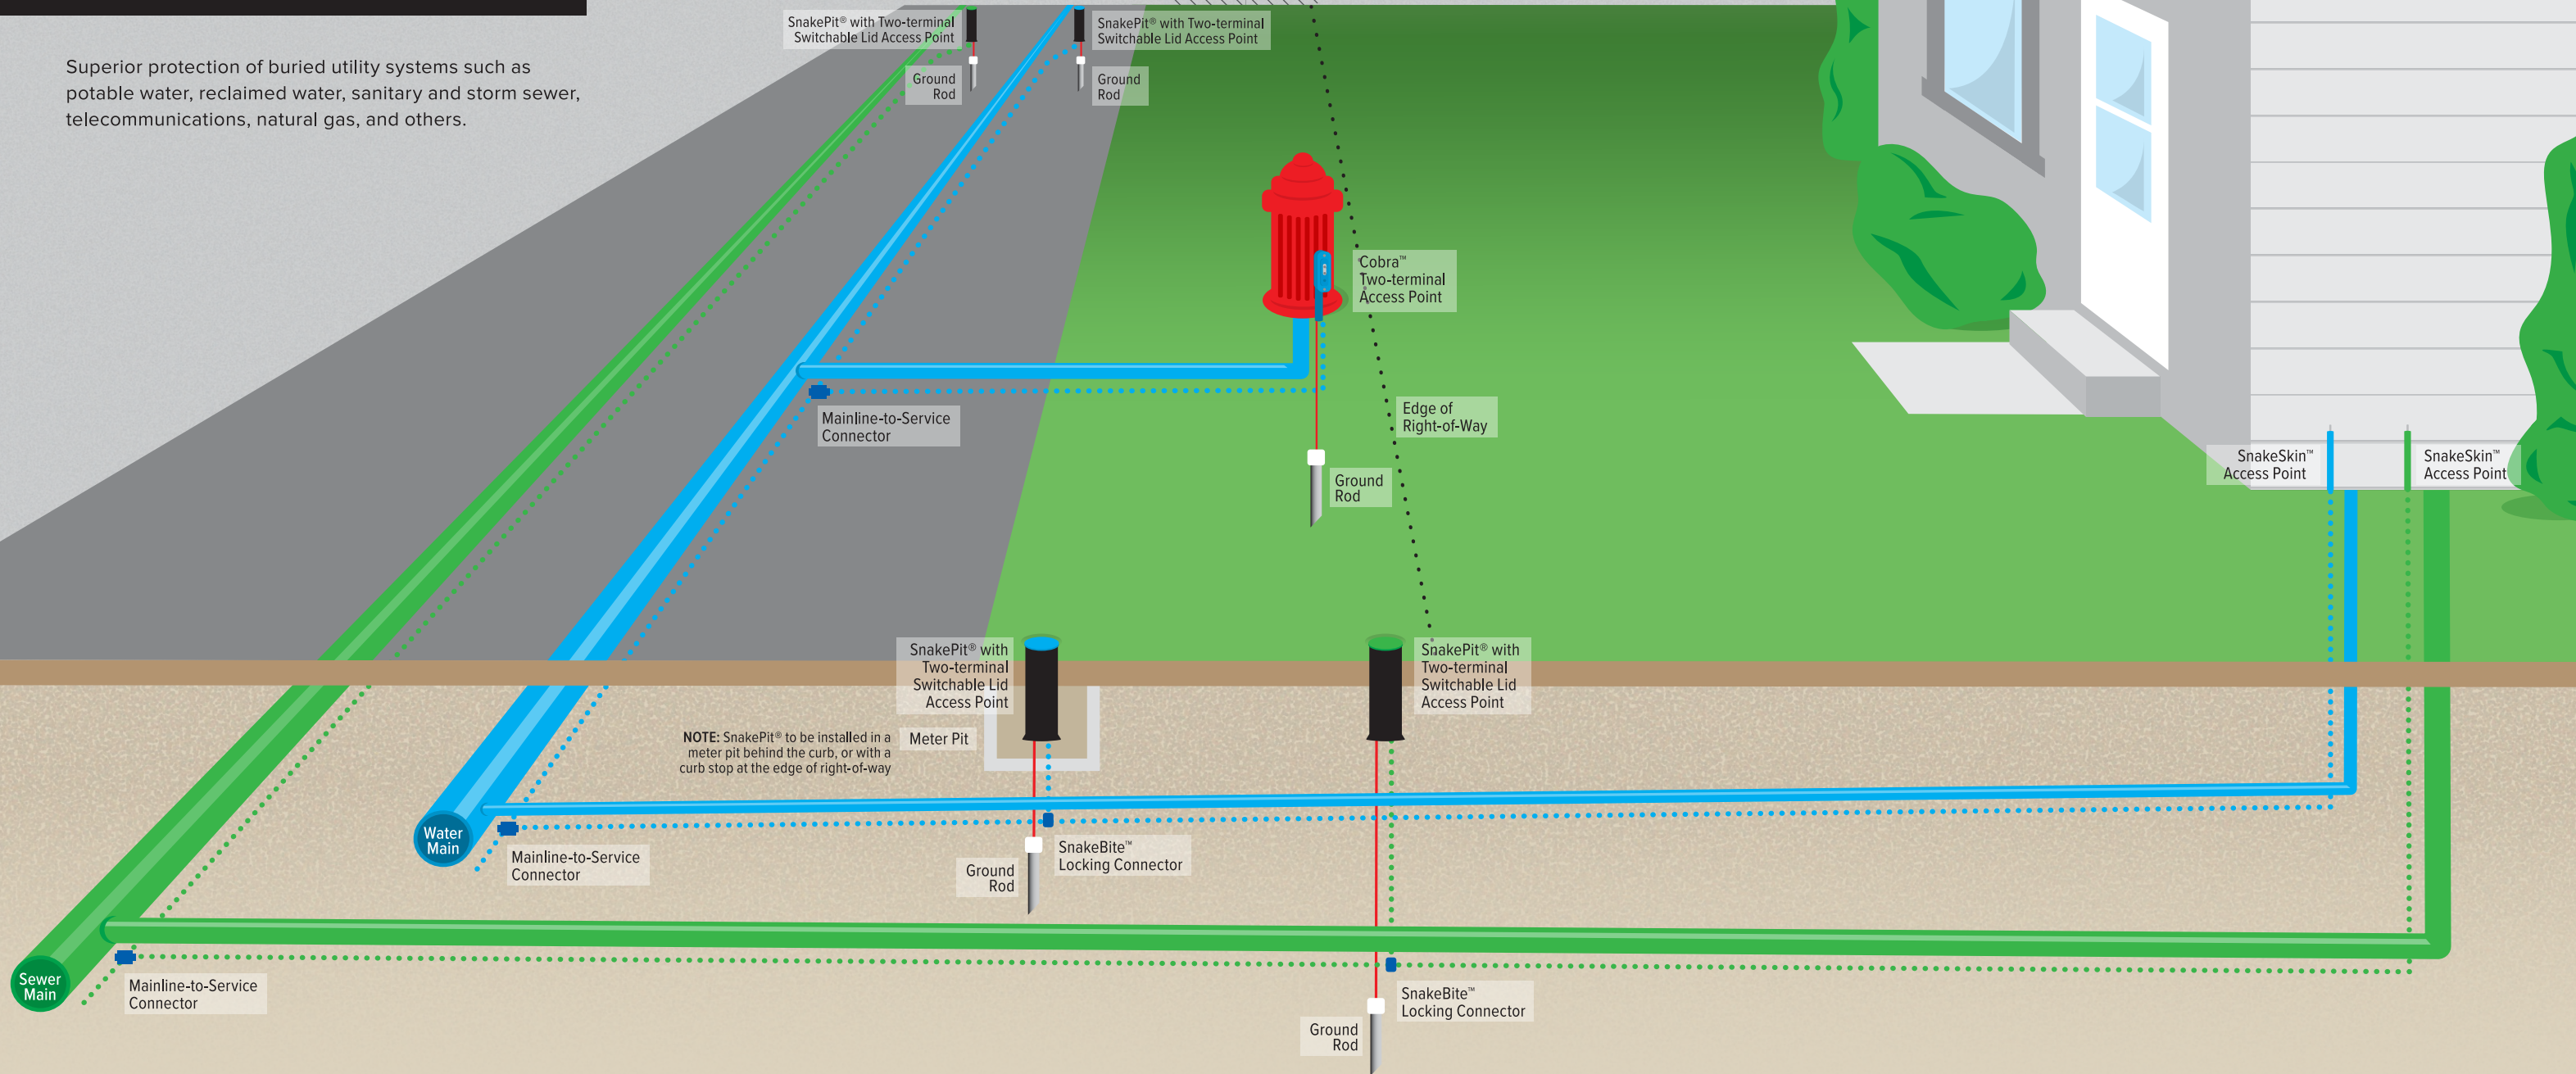 Superior protection of buried utility systems such as
potable water, reclaimed water, sanitary and storm sewer,
telecommunications, natural gas, and others.
SnakePit® with Two-terminal
Switchable Lid Access Point
SnakePit® with Two-terminal
Switchable Lid Access Point
Ground
Rod
Ground
Rod
Cobra™
Two-terminal
Access Point
Mainline-to-Service
Connector
Edge of
Right-of-Way
Ground
Rod
SnakeSkin™
Access Point
SnakeSkin™
Access Point
SnakePit® with
Two-terminal
Switchable Lid
Access Point
SnakePit® with
Two-terminal
Switchable Lid
Access Point
NOTE: SnakePit® to be installed in a
meter pit behind the curb, or with a
curb stop at the edge of right-of-way
Meter Pit
Water
Main
Mainline-to-Service
Connector
SnakeBite™
Locking Connector
Ground
Rod
Sewer
Main
Mainline-to-Service
Connector
SnakeBite™
Locking Connector
Ground
Rod